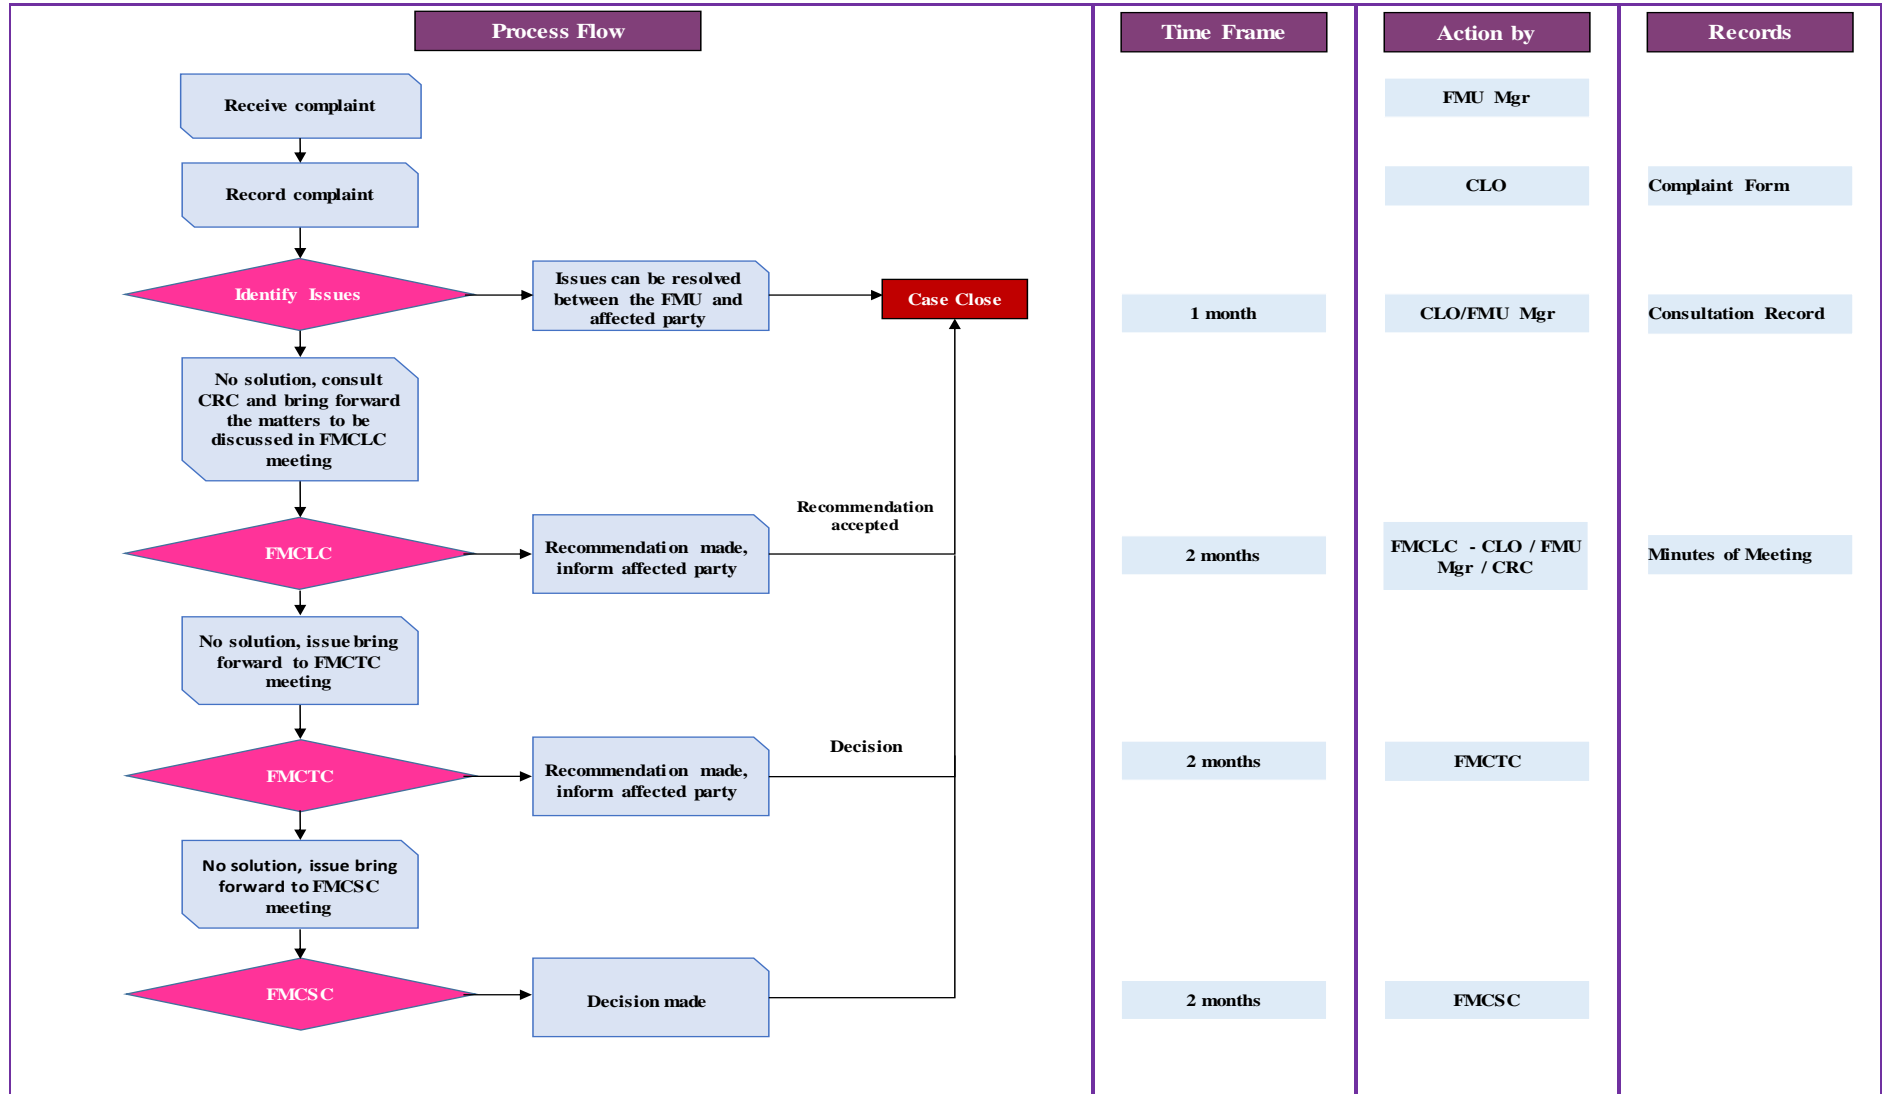 Process Flow
Time Frame
Action by
Records
Receive complaint
FMU Mgr
Record complaint
CLO
Complaint Form
Identify Issues
Issues can be resolved
between the FMU and
affected party
Case Close
1 month
CLO/FMU Mgr
Consultation Record
No solution, consult
CRC and bring forward
the matters to be
discussed in FMCLC
meeting
Recommendation
accepted
FMCLC
Recommendation made,
inform affected party
2 months
FMCLC - CLO / FMU
Mgr / CRC
Minutes of Meeting
No solution, issue bring
forward to FMCTC
meeting
Decision
FMCTC
Recommendation made,
inform affected party
2 months
FMCTC
No solution, issue bring
forward to FMCSC
meeting
FMCSC
Decision made
2 months
FMCSC